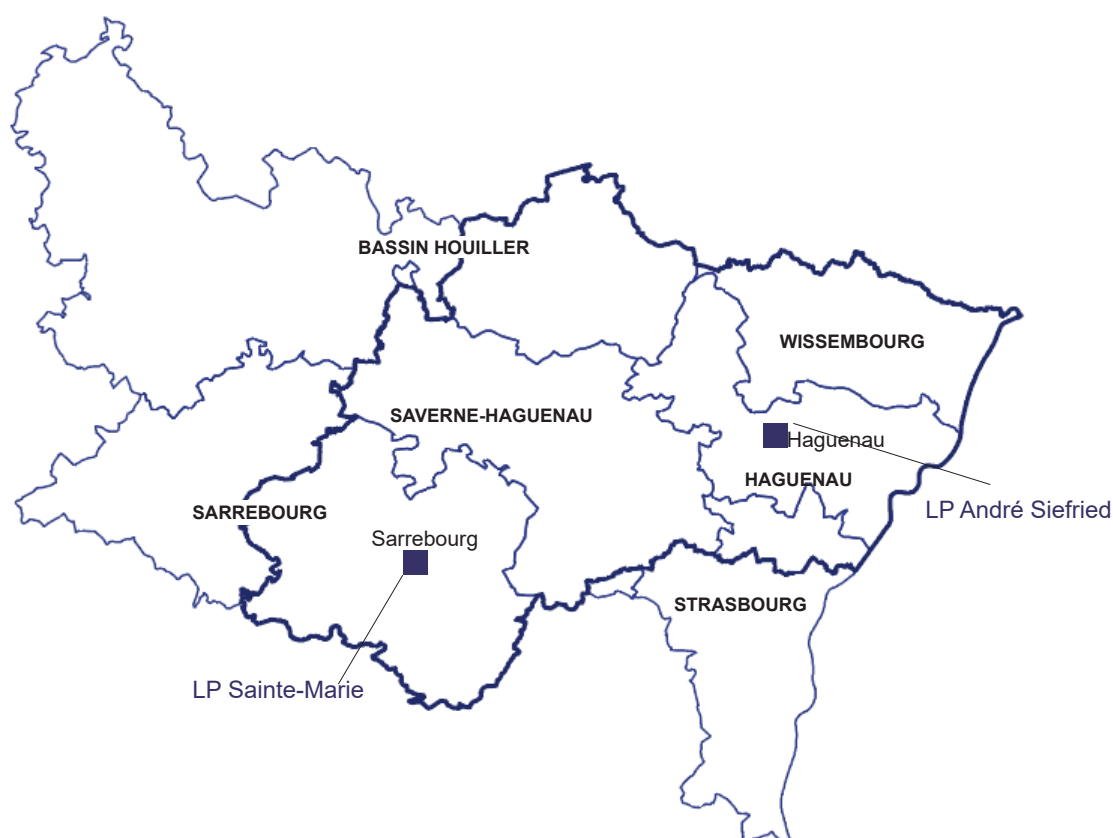 BASSIN HOUILLER
WISSEMBOURG
SAVERNE-HAGUENAU
Haguenau
HAGUENAU
LP André Siefried
SARREBOURG
Sarrebourg
STRASBOURG
LP Sainte-Marie